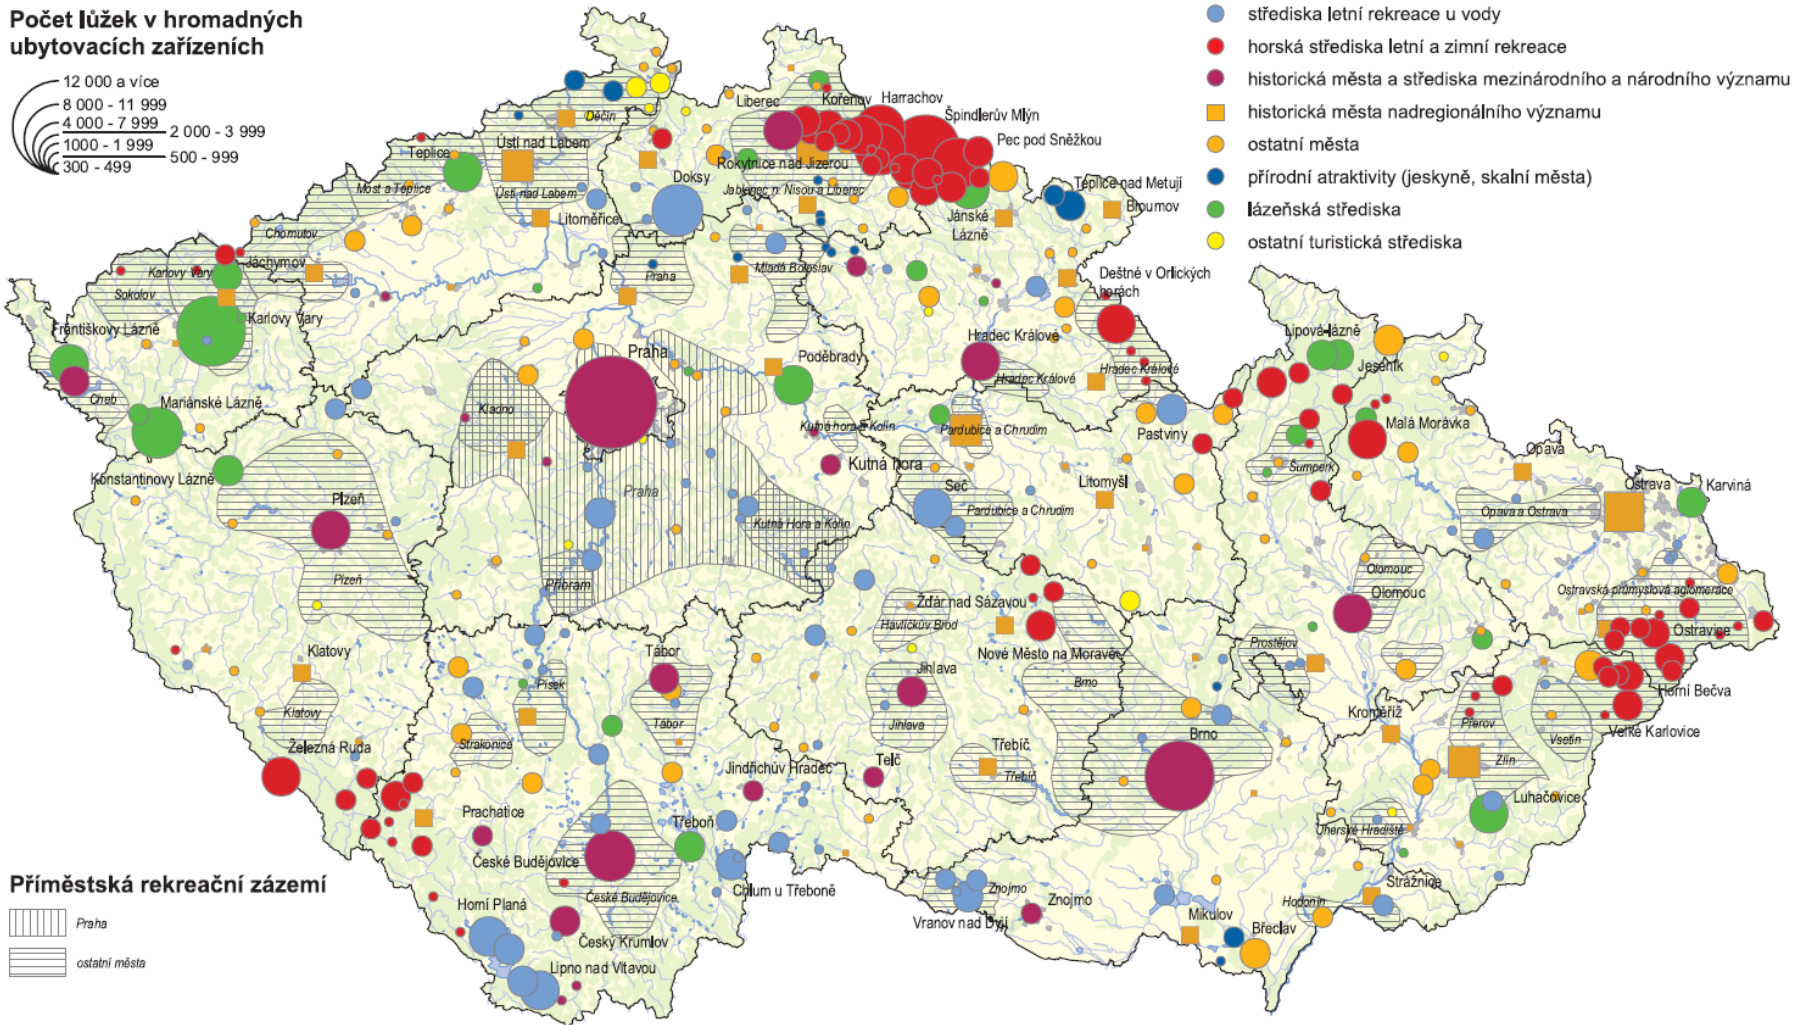 Počet lůžek v hromadných
ubytovacích zařízeních
12 000 a více
8 000 - 11 999
4 000 - 7 999
2 000 - 3 999
1000 - 1 999
500 - 999
300 - 499
střediska letní rekreace u vody
horská střediska letní a zimní rekreace
historická města a střediska mezinárodního a národního významu
historická města nadregionálního významu
ostatní města
přírodní atraktivity (jeskyně, skalní města)
lázeňská střediska
ostatní turistická střediska
Liberec
Kořenov
Harrachov
Špindlerův Mlýn
Pec pod Sněžkou
Děčín
Ústí nad Labem
Teplice
Rokytnice nad Jizerou
Most a Teplice
Ústí nad Labem
Doksy
Jablonec n. Nisou a Liberec
Teplice nad Metují
Broumov
Litoměřice
Jánské
Lázně
Chomutov
Karlovy Vary
Jáchymov
Praha
Mladá Boleslav
Deštné v Orlických
horách
Sokolov
Karlovy Vary
Františkovy Lázně
Hradec Králové
Lipová-lázně
Jeseník
Praha
Poděbrady
Hradec Králové
Hradec Králové
Cheb
Mariánské Lázně
Kladno
Kutná hora a Kolín
Pardubice a Chrudim
Pastviny
Malá Morávka
Konstantinovy Lázně
Kutná hora
Šumperk
Opava
Plzeň
Praha
Seč
Litomyšl
Ostrava
Karviná
Kutná Hora a Kolín
Pardubice a Chrudim
Opava a Ostrava
Plzeň
Příbram
Olomouc
Olomouc
Ostravská průmyslová aglomerace
Žďár nad Sázavou
Havlíčkův Brod
Ostravice
Klatovy
Tábor
Nové Město na Moravě
Prostějov
Jihlava
Brno
Písek
Horní Bečva
Klatovy
Tábor
Jihlava
Kroměříž
Přerov
Vsetín
Velké Karlovice
Strakonice
Železná Ruda
Brno
Třebíč
Zlín
Telč
Třebíč
Jindřichův Hradec
Luhačovice
Prachatice
Třeboň
Uherské Hradiště
České Budějovice
Příměstská rekreační zázemí
Chlum u Třeboně
Znojmo
Strážnice
České Budějovice
Horní Planá
Hodonín
Praha
Vranov nad Dyjí
Znojmo
Mikulov
Břeclav
Český Krumlov
ostatní města
Lipno nad Vltavou